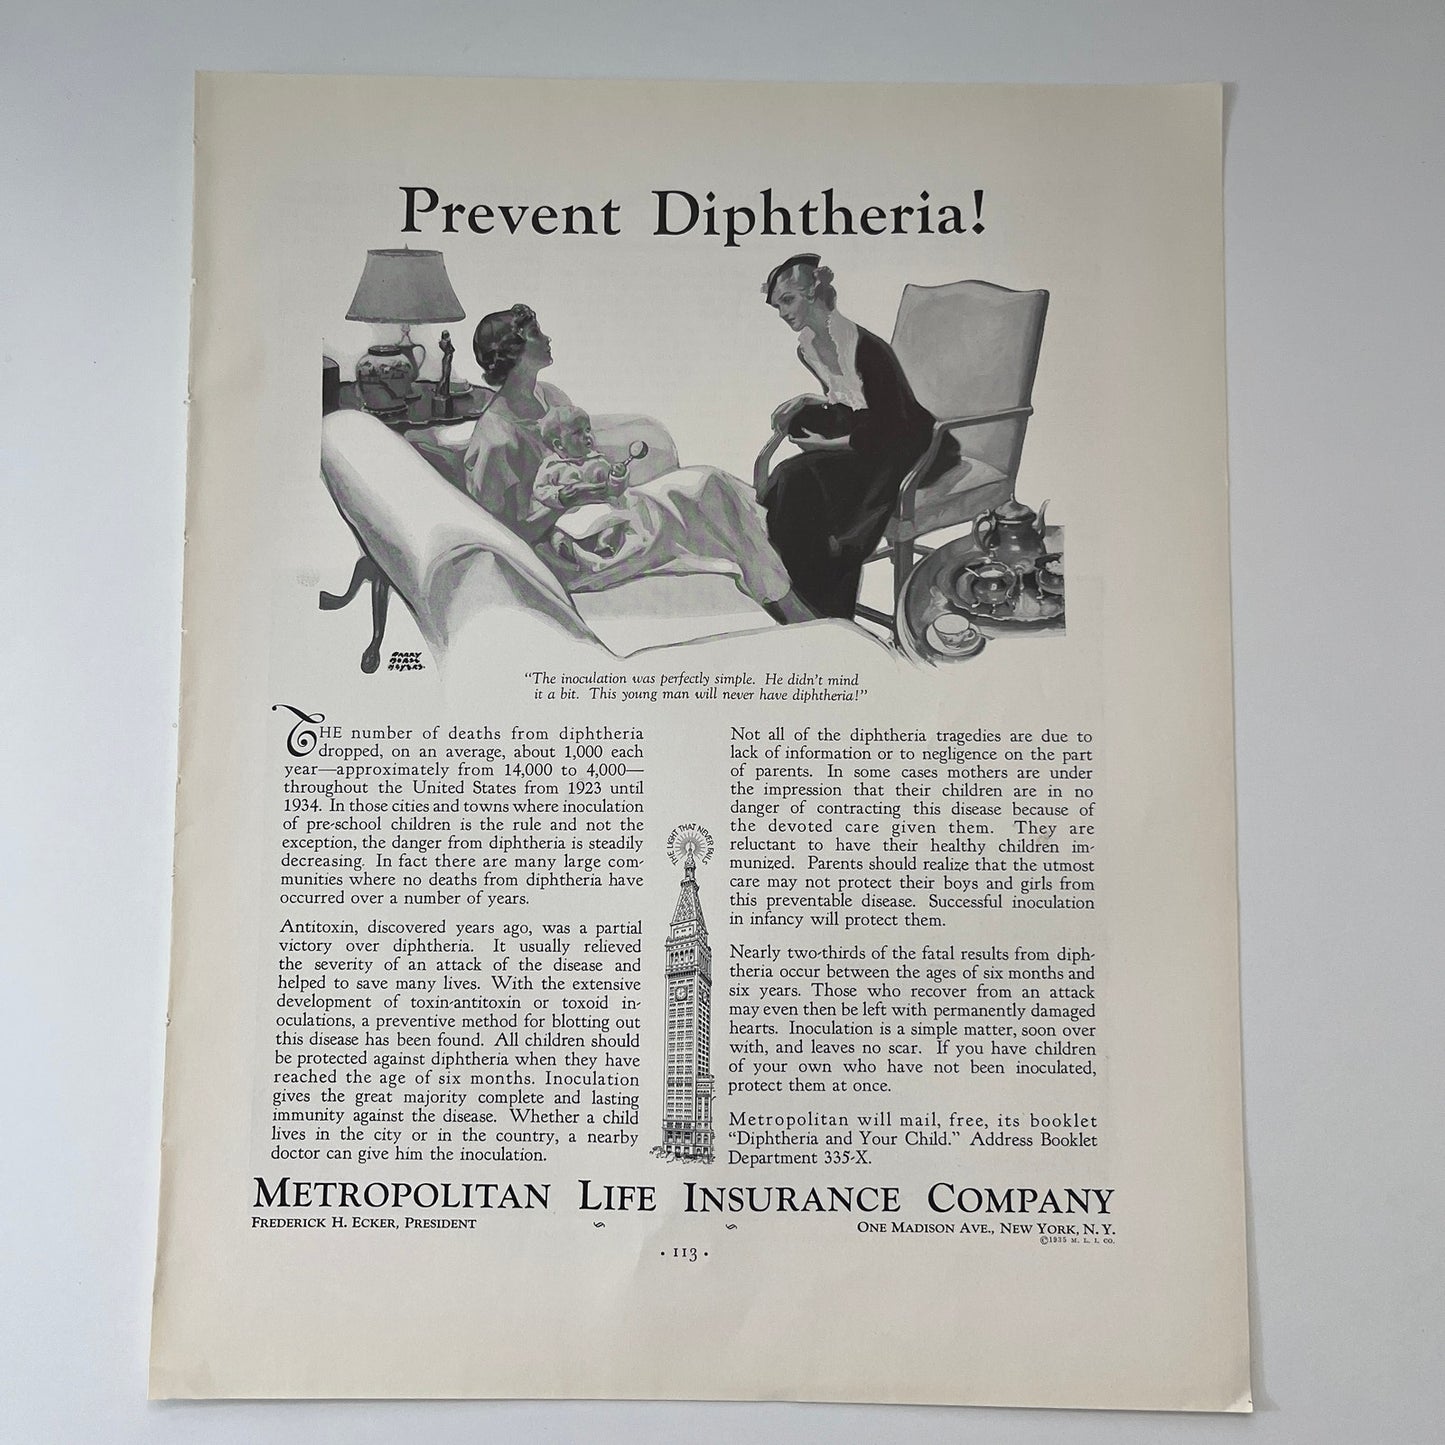 Prevent Diphtheria!
BARRY
MORSE
MEYERS.
"The inoculation was perfectly simple. He didn't mind
it a bit. This young man will never have diphtheria!"
THE number of deaths from diphtheria
dropped, on an average, about 1,000 each
year—approximately from 14,000 to 4,000—
throughout the United States from 1923 until
1934. In those cities and towns where inoculation
of pre-school children is the rule and not the
exception, the danger from diphtheria is steadily
decreasing. In fact there are many large com-
munities where no deaths from diphtheria have
occurred over a number of years.
Antitoxin, discovered years ago, was a partial
victory over diphtheria. It usually relieved
the severity of an attack of the disease and
helped to save many lives. With the extensive
development of toxin-antitoxin or toxoid in-
oculations, a preventive method for blotting out
this disease has been found. All children should
be protected against diphtheria when they have
reached the age of six months. Inoculation
gives the great majority complete and lasting
immunity against the disease. Whether a child
lives in the city or in the country, a nearby
doctor can give him the inoculation.
THE LIGHT THAT NEVER FAILS
Not all of the diphtheria tragedies are due to
lack of information or to negligence on the part
of parents. In some cases mothers are under
the impression that their children are in no
danger of contracting this disease because of
the devoted care given them. They are
reluctant to have their healthy children im-
munized. Parents should realize that the utmost
care may not protect their boys and girls from
this preventable disease. Successful inoculation
in infancy will protect them.
Nearly two-thirds of the fatal results from diph-
theria occur between the ages of six months and
six years. Those who recover from an attack
may even then be left with permanently damaged
hearts. Inoculation is a simple matter, soon over
with, and leaves no scar. If you have children
of your own who have not been inoculated,
protect them at once.
Metropolitan will mail, free, its booklet
"Diphtheria and Your Child." Address Booklet
Department 335-X.
METROPOLITAN LIFE INSURANCE COMPANY
FREDERICK H. ECKER, PRESIDENT
ONE MADISON AVE., NEW YORK, N. Y.
©1935 M. L. I. CO.
· 113 ·